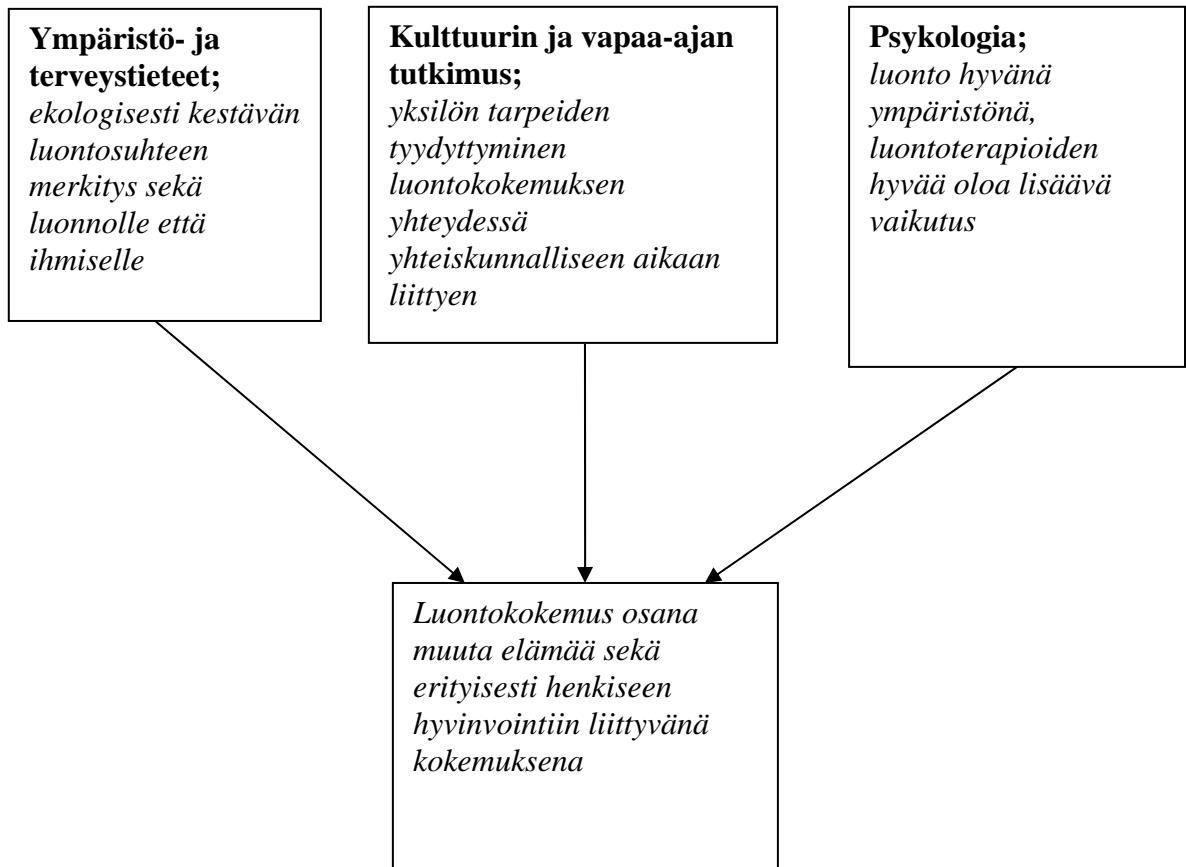 Ympäristö- ja
terveystieteet;
ekologisesti kestävän
luontosuhteen
merkitys sekä
luonnolle että
ihmiselle
Kulttuurin ja vapaa-ajan
tutkimus;
yksilön tarpeiden
tyydyttyminen
luontokokemuksen
yhteydessä
yhteiskunnalliseen aikaan
liittyen
Psykologia;
luonto hyvänä
ympäristönä,
luontoterapioiden
hyvää oloa lisäävä
vaikutus
Luontokokemus osana
muuta elämää sekä
erityisesti henkiseen
hyvinvointiin liittyvänä
kokemuksena